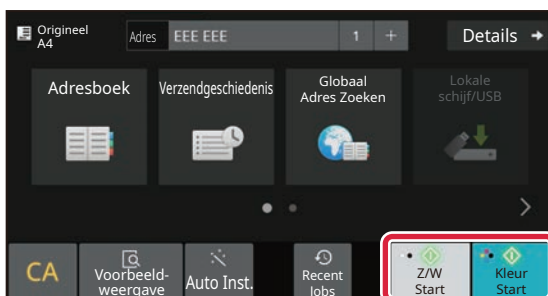 Origineel
A4
Adres EEE EEE 1 + Details
Adresboek
Verzendgeschiedenis
Globaal
Adres Zoeken
Lokale
schijf/USB
CA
Voorbeeld-
weergave
Auto Inst.
Recent
Jobs
Z/W
Start
Kleur
Start